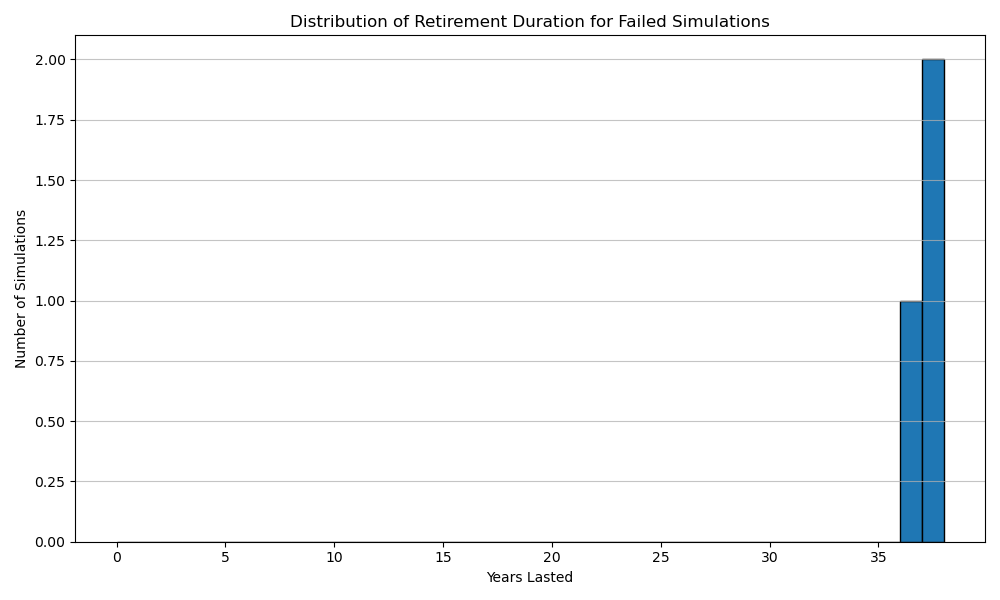 Distribution of Retirement Duration for Failed Simulations
2.00
1.75
1.50
1.25
1.00
0.75
0.50
0.25
0.00
Number of Simulations
0 5 10 15 20 25 30 35
Years Lasted